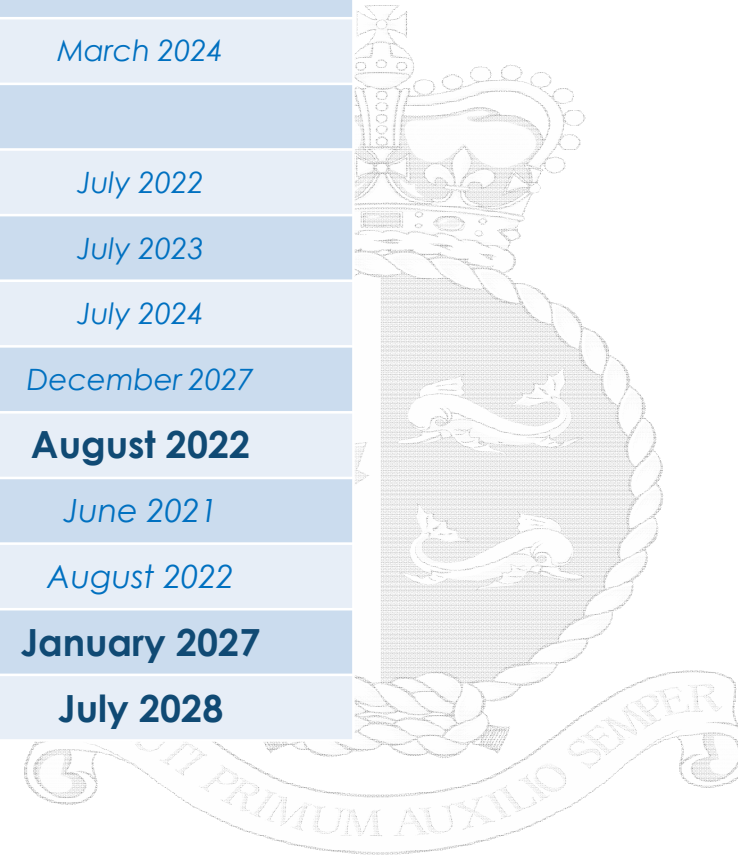 March 2024
July 2022
July 2023
July 2024
December 2027
August 2022
June 2021
August 2022
January 2027
July 2028
PRIMUM AUXILIO SEMPER